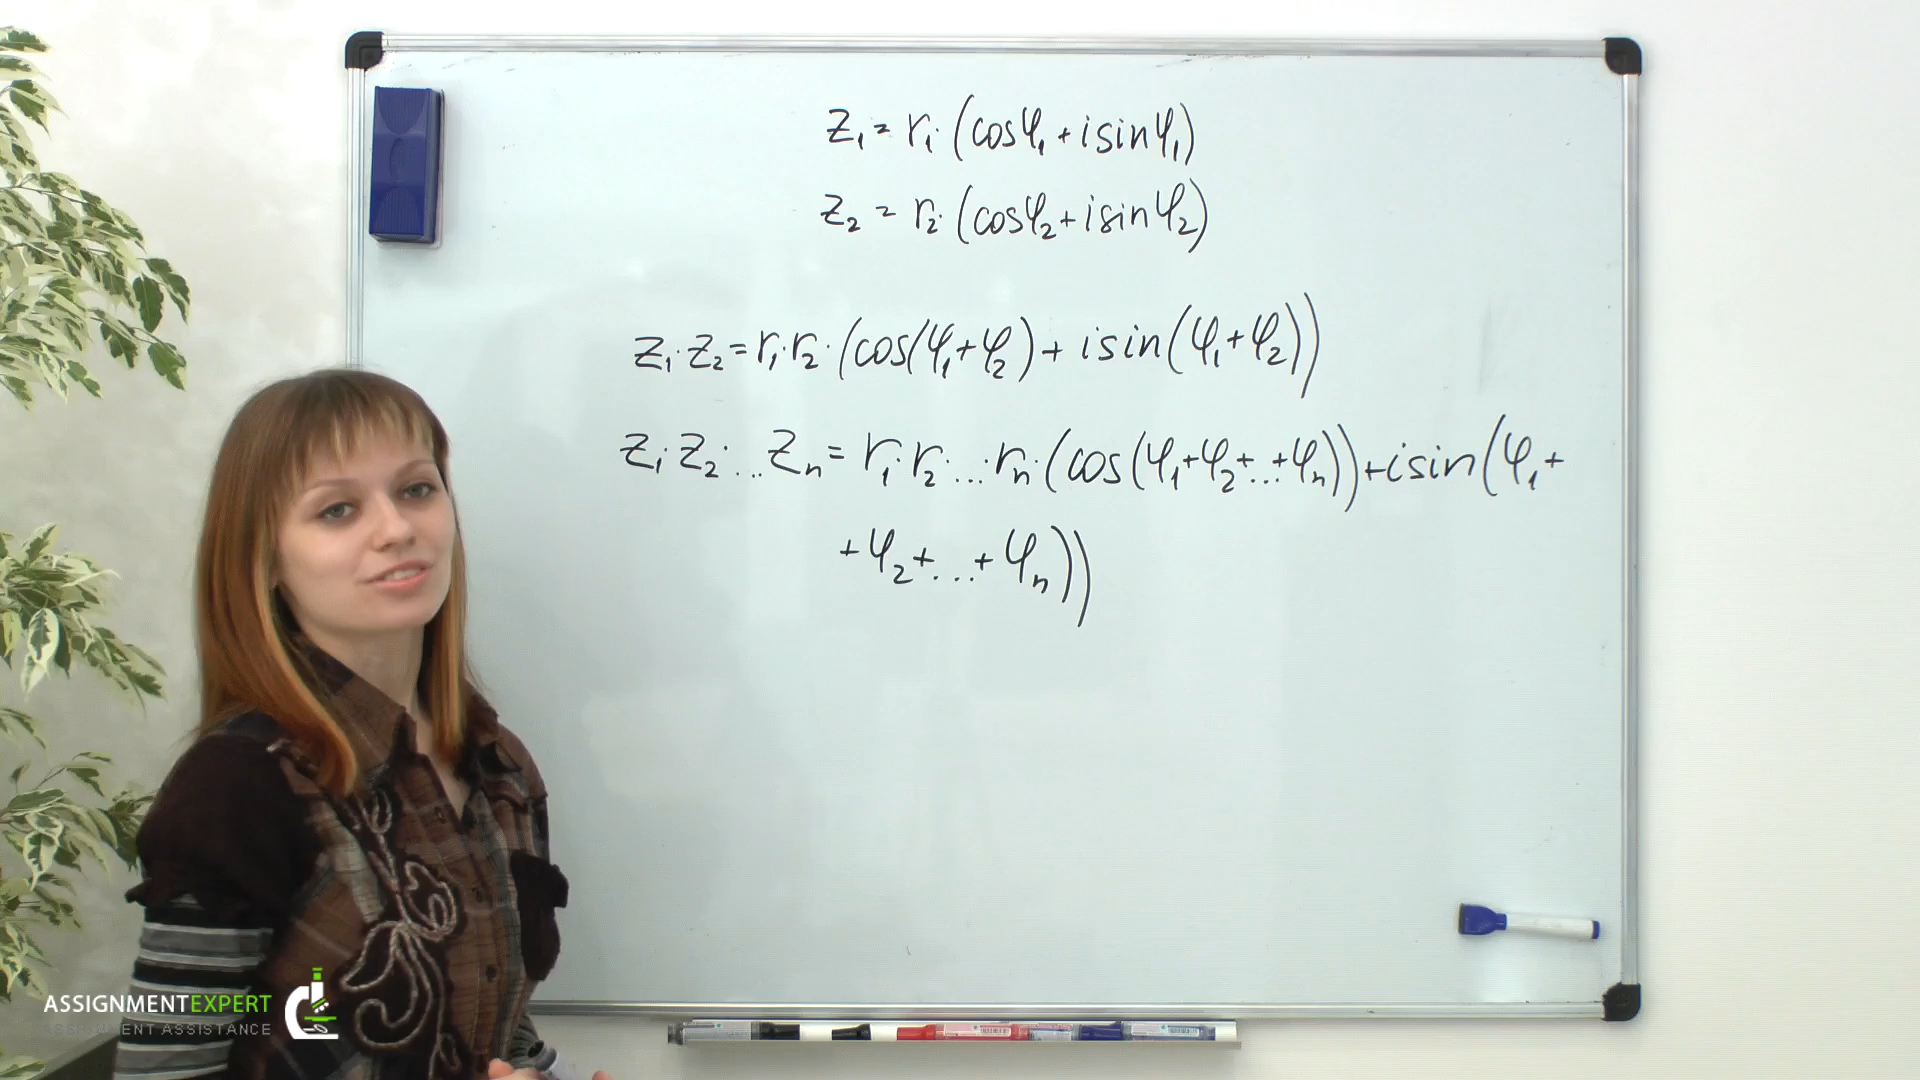 z₁ = r₁·(cosφ₁ + isinφ₁)
z₂ = r₂·(cosφ₂ + isinφ₂)
z₁·z₂ = r₁·r₂·(cos(φ₁+φ₂) + isin(φ₁+φ₂))
z₁·z₂·...zₙ = r₁·r₂·...·rₙ·(cos(φ₁+φ₂+...+φₙ))+isin(φ₁+
+φ₂+...+φₙ))
ASSIGNMENTEXPERT
ASSIGNMENT ASSISTANCE